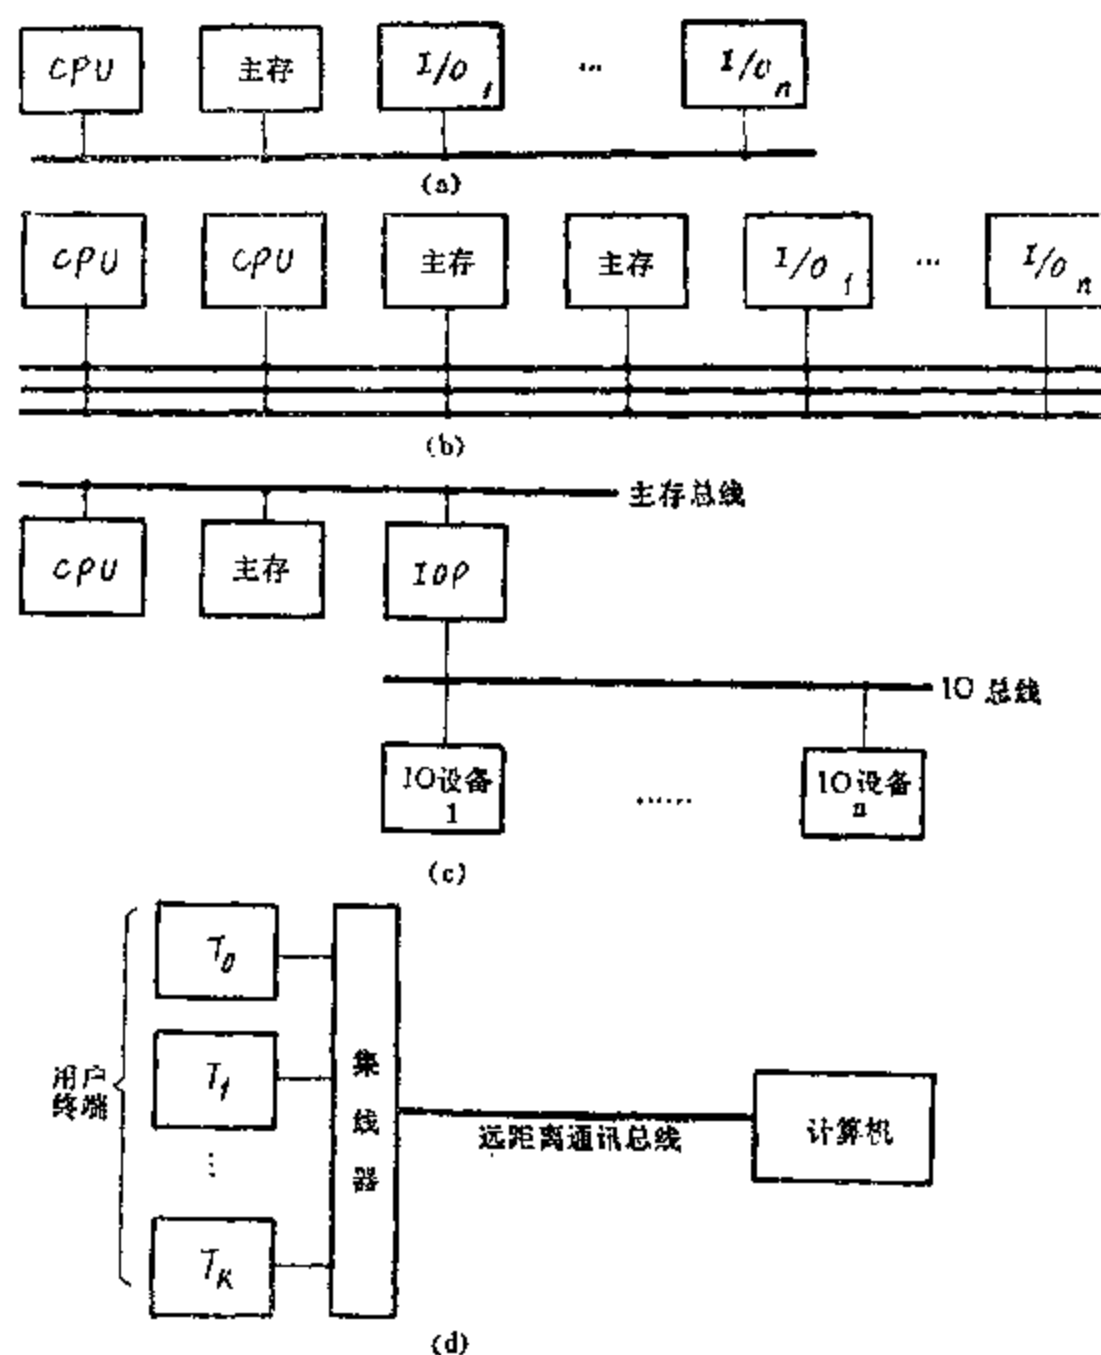 CPU 主存 I/O 1 … I/O n
(a)
CPU CPU 主存 主存 I/O 1 … I/O n
(b)
主存总线
CPU 主存 IOP
IO 总线
IO设备 1 …… IO设备 n
(c)
T0
T1
⋮
TK
用户终端
集线器
远距离通讯总线
计算机
(d)